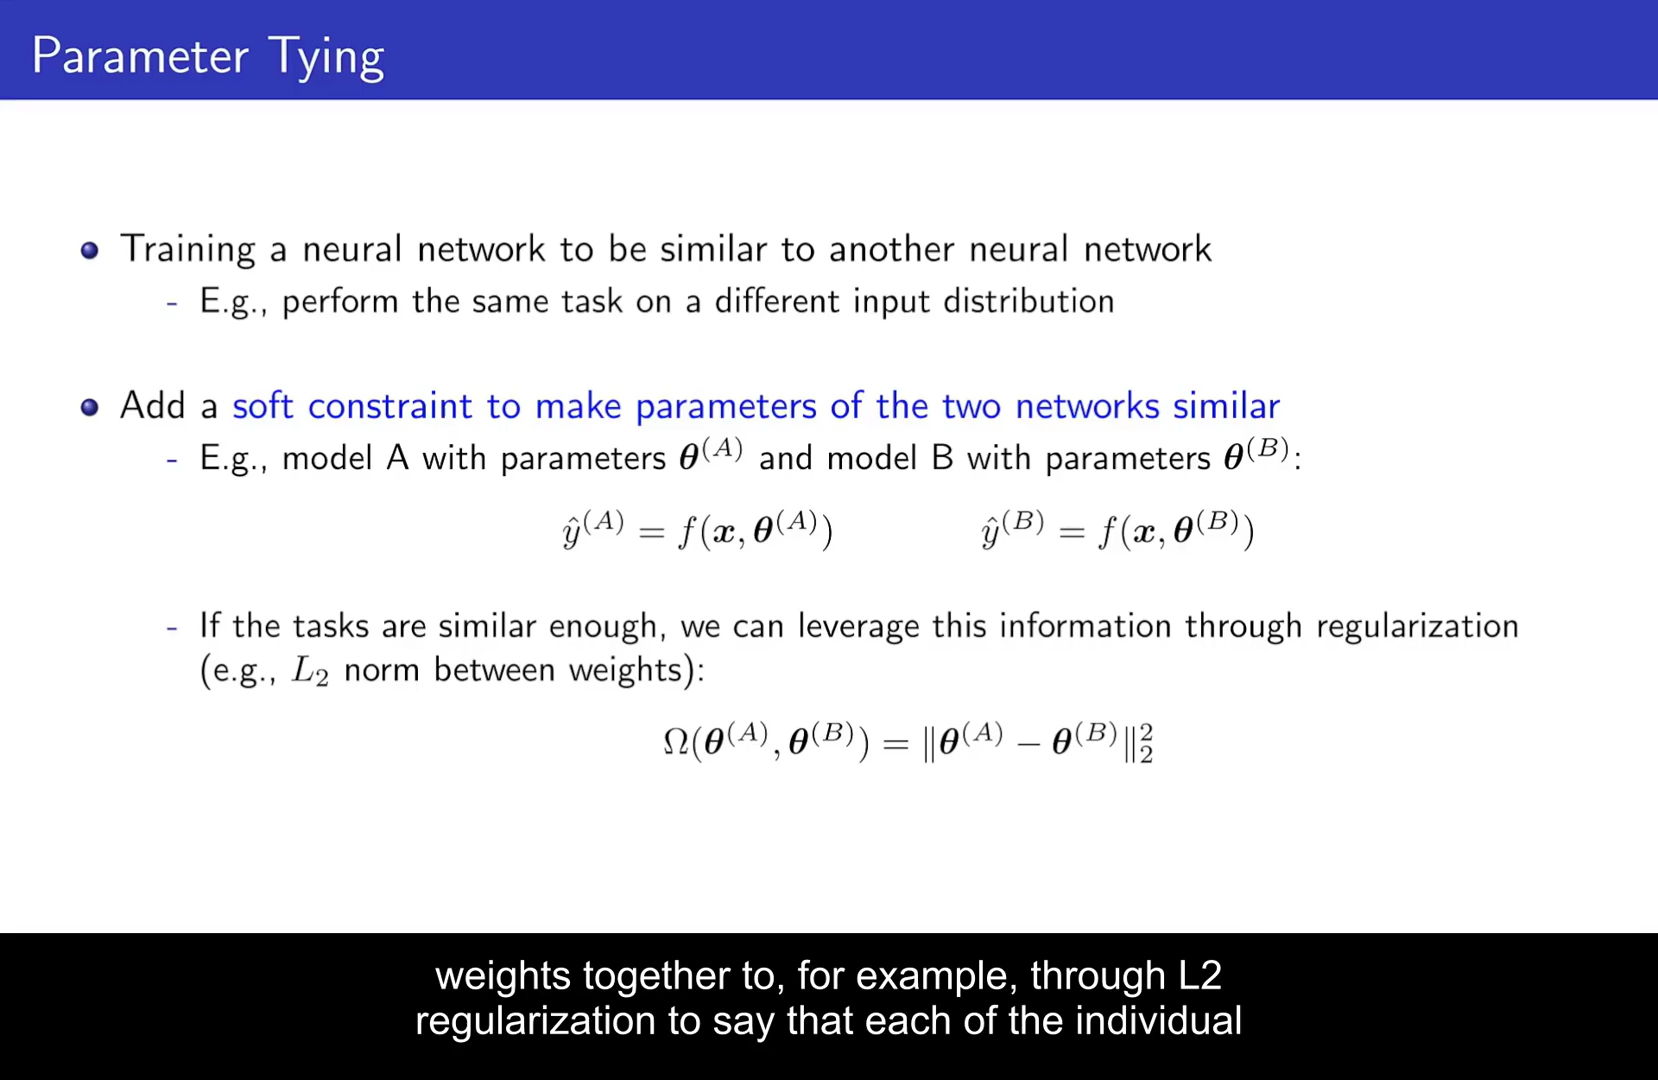 Parameter Tying
Training a neural network to be similar to another neural network
- E.g., perform the same task on a different input distribution
Add a soft constraint to make parameters of the two networks similar
- E.g., model A with parameters θ^(A) and model B with parameters θ^(B):
ŷ^(A) = f(x, θ^(A)) ŷ^(B) = f(x, θ^(B))
- If the tasks are similar enough, we can leverage this information through regularization
(e.g., L₂ norm between weights):
Ω(θ^(A), θ^(B)) = ‖θ^(A) − θ^(B)‖₂²
weights together to, for example, through L2
regularization to say that each of the individual